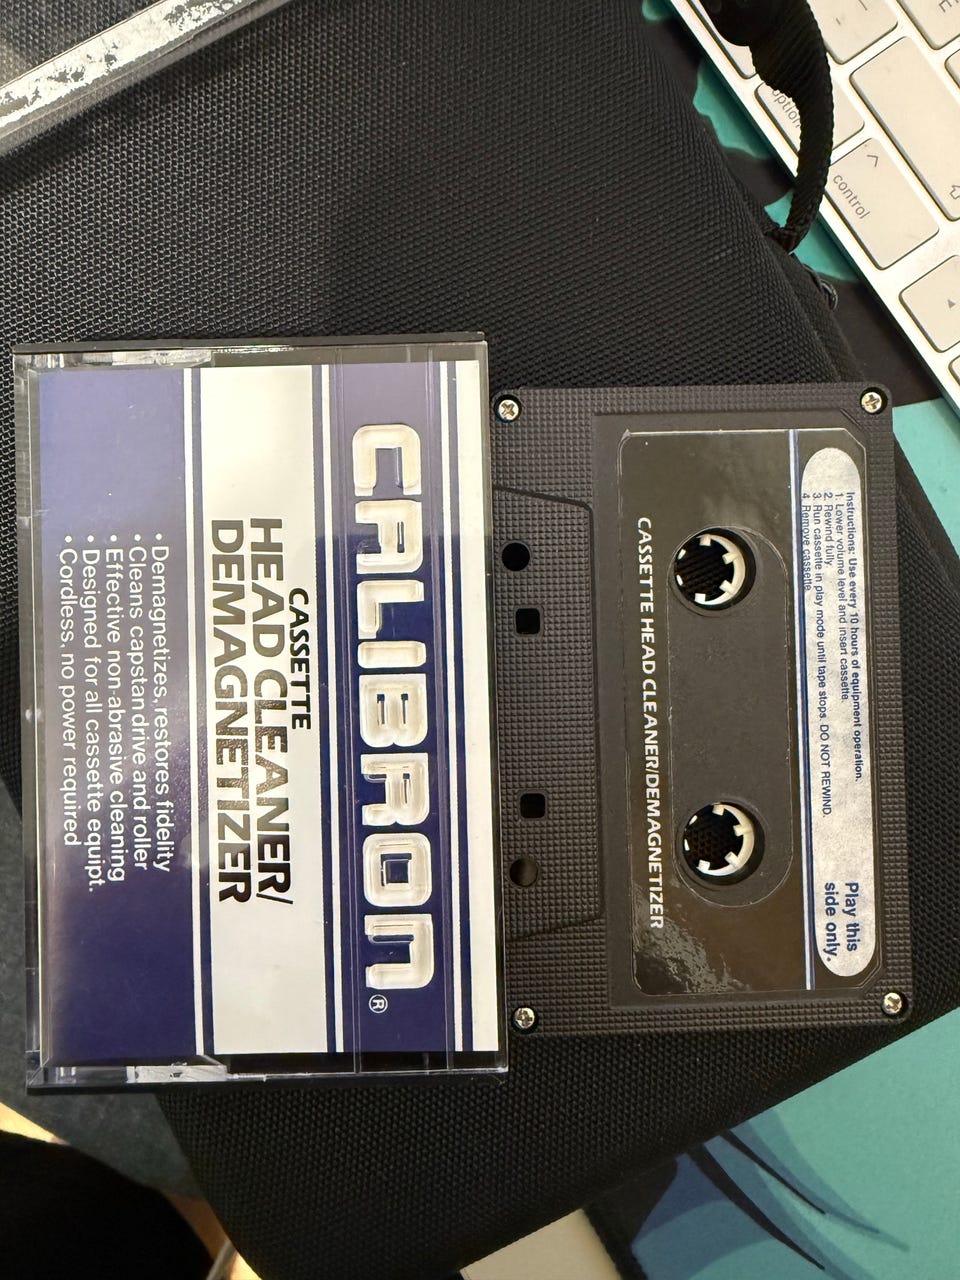 CALIBRON®
CASSETTE
HEAD CLEANER/
DEMAGNETIZER
• Demagnetizes, restores fidelity
• Cleans capstan drive and roller
• Effective non-abrasive cleaning
• Designed for all cassette equipt.
• Cordless, no power required
Instructions: Use every 10 hours of equipment operation.
1. Lower volume level and insert cassette.
2. Rewind fully.
3. Run cassette in play mode until tape stops. DO NOT REWIND.
4. Remove cassette.
Play this
side only.
CASSETTE HEAD CLEANER/DEMAGNETIZER
option
control